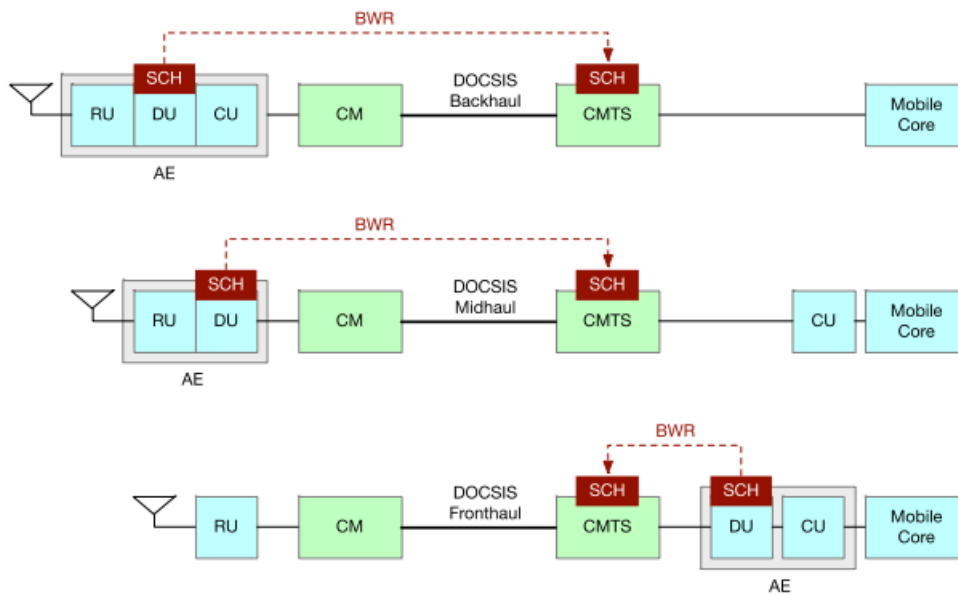 BWR
SCH
SCH
DOCSIS
Backhaul
RU
DU
CU
CM
CMTS
Mobile
Core
AE
BWR
SCH
SCH
DOCSIS
Midhaul
RU
DU
CM
CMTS
CU
Mobile
Core
AE
BWR
SCH
SCH
DOCSIS
Fronthaul
RU
CM
CMTS
DU
CU
Mobile
Core
AE